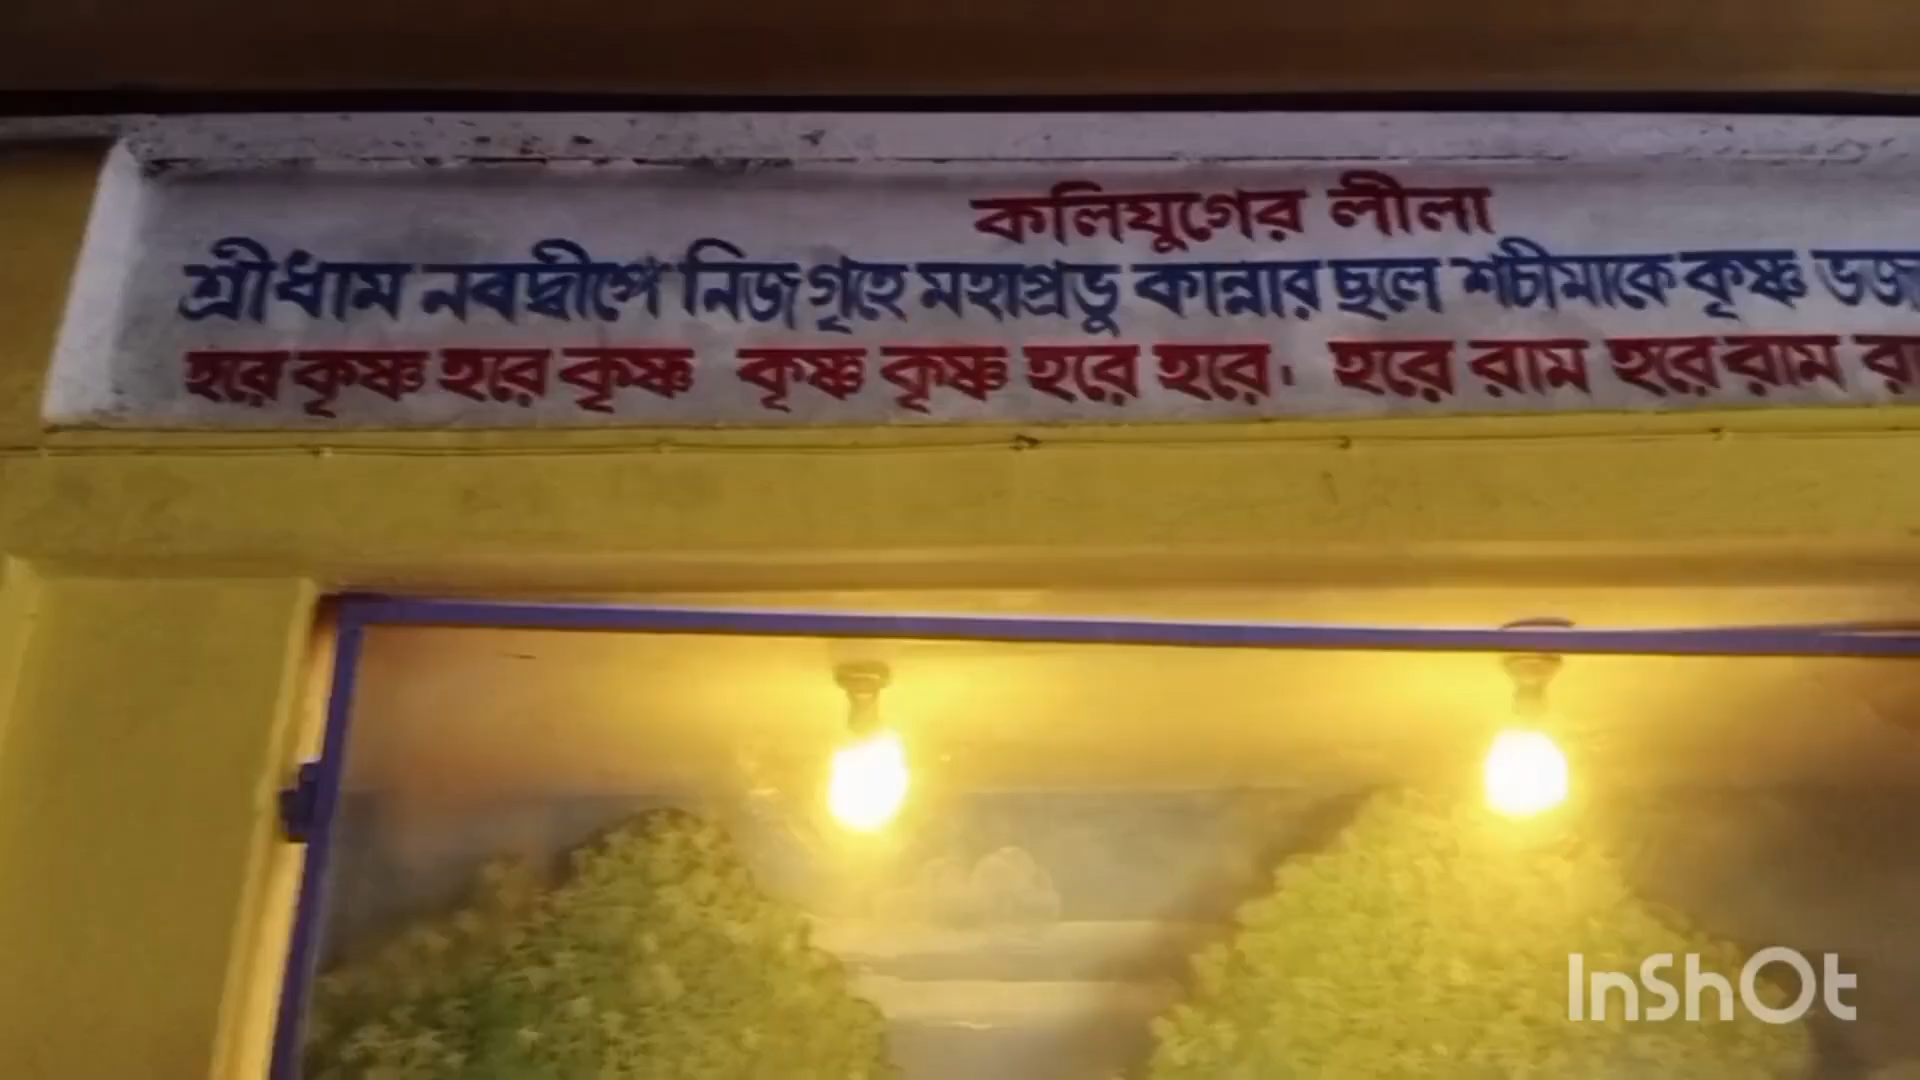 কলিযুগের লীলা
শ্রীধাম নবদ্বীপে নিজ গৃহে মহাপ্রভু কান্নার ছলে শচীমাকে কৃষ্ণ
হরে কৃষ্ণ হরে কৃষ্ণ কৃষ্ণ কৃষ্ণ হরে হরে। হরে রাম হরে রাম
InShOt